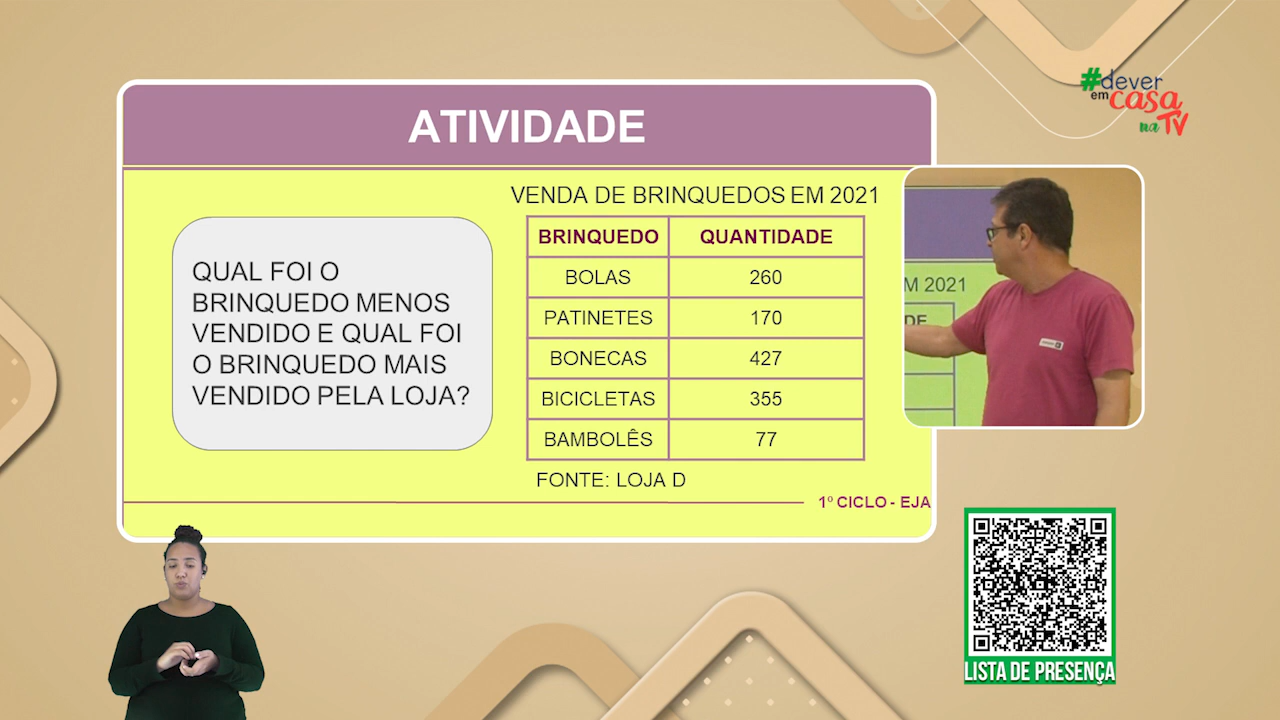 ATIVIDADE
#dever
em casa
na TV
VENDA DE BRINQUEDOS EM 2021
BRINQUEDO QUANTIDADE
BOLAS 260
PATINETES 170
BONECAS 427
BICICLETAS 355
BAMBOLÊS 77
FONTE: LOJA D
QUAL FOI O
BRINQUEDO MENOS
VENDIDO E QUAL FOI
O BRINQUEDO MAIS
VENDIDO PELA LOJA?
1º CICLO - EJA
M 2021
DE
LISTA DE PRESENÇA